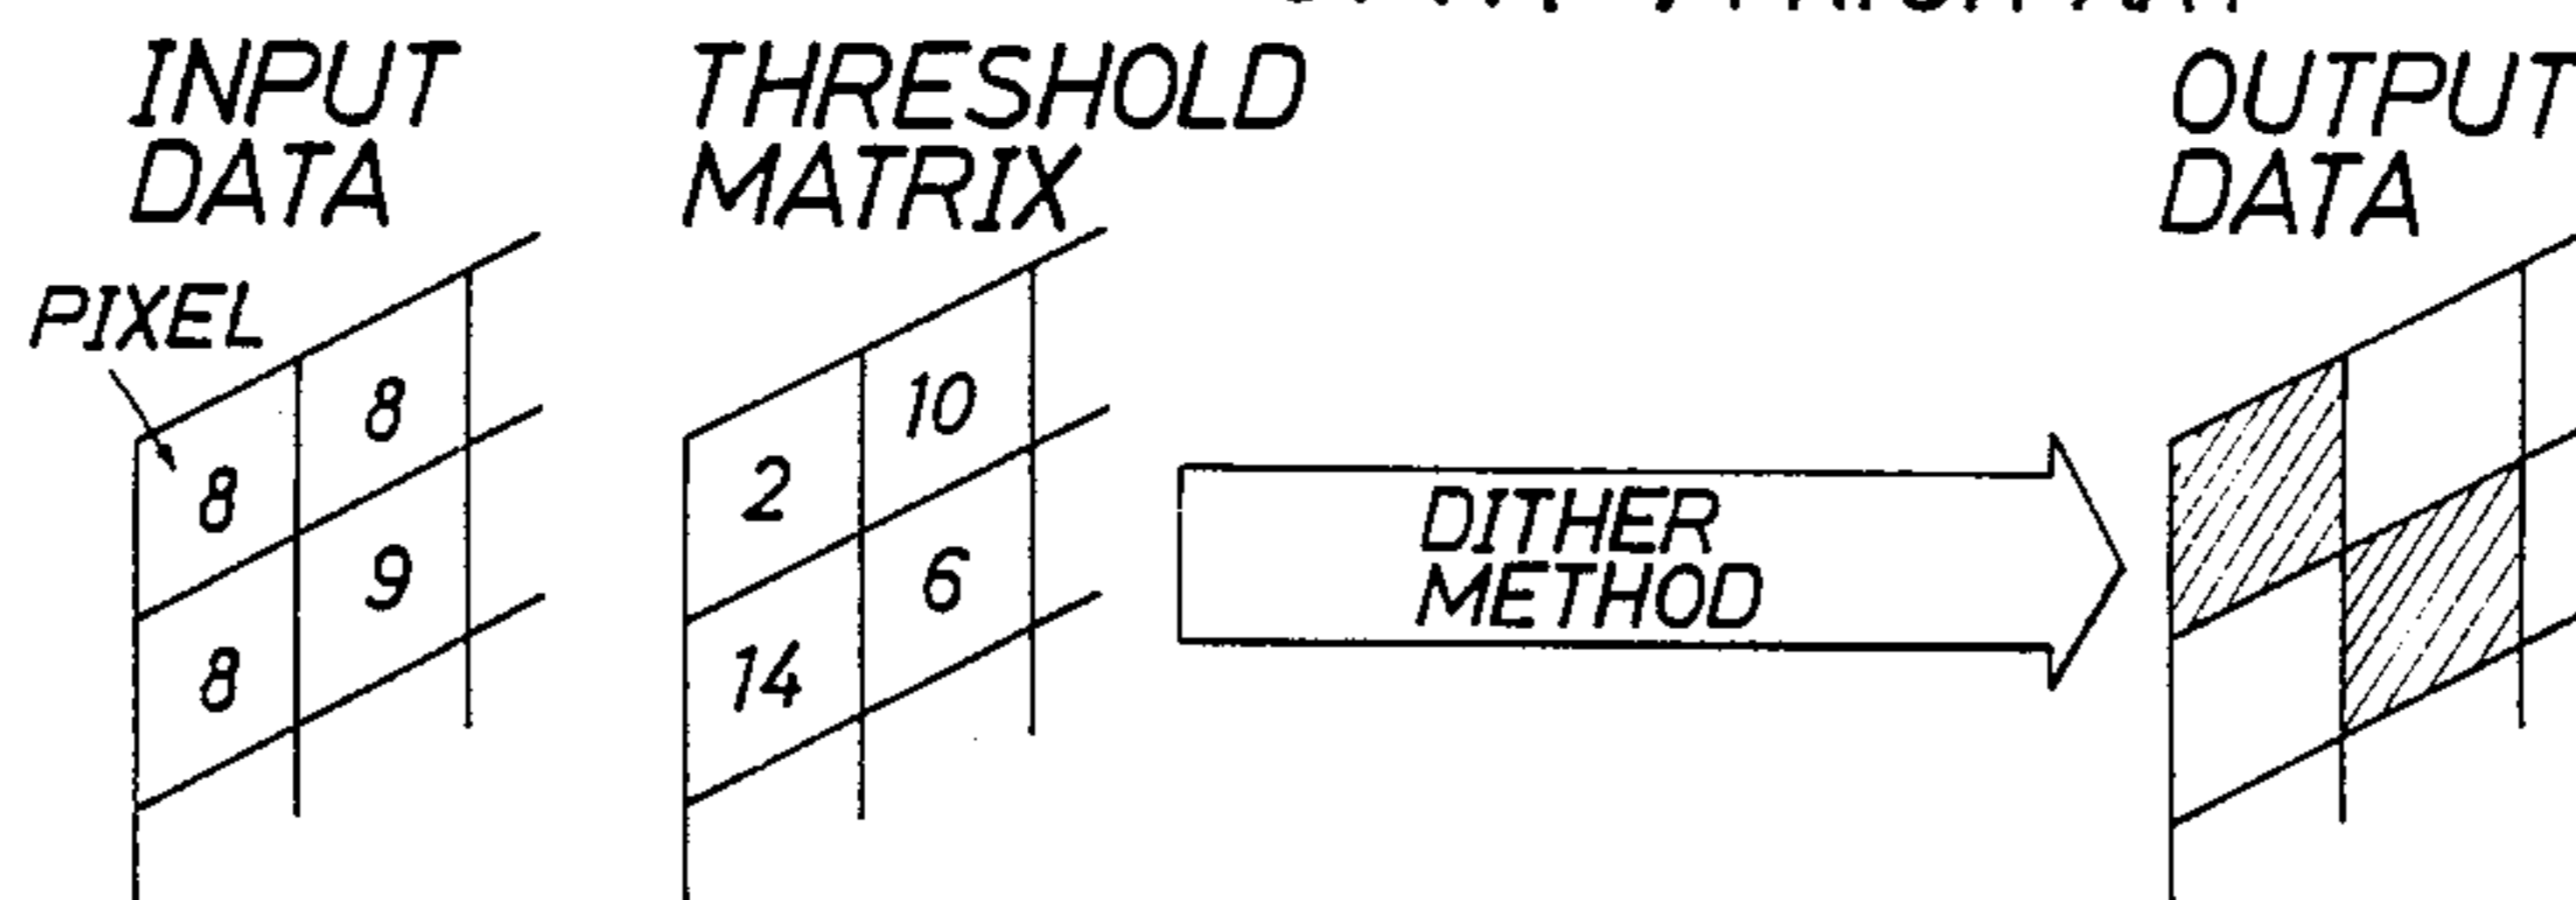 INPUT
DATA
THRESHOLD
MATRIX
OUTPUT
DATA
PIXEL
8 8
8 9
2 10
14 6
DITHER
METHOD